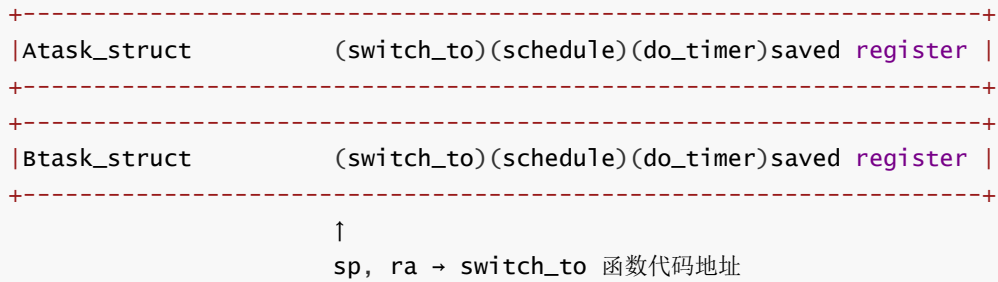 +-----------------------------------------------------------------+
|Atask_struct (switch_to)(schedule)(do_timer)saved register |
+-----------------------------------------------------------------+
+-----------------------------------------------------------------+
|Btask_struct (switch_to)(schedule)(do_timer)saved register |
+-----------------------------------------------------------------+
↑
sp, ra → switch_to 函数代码地址